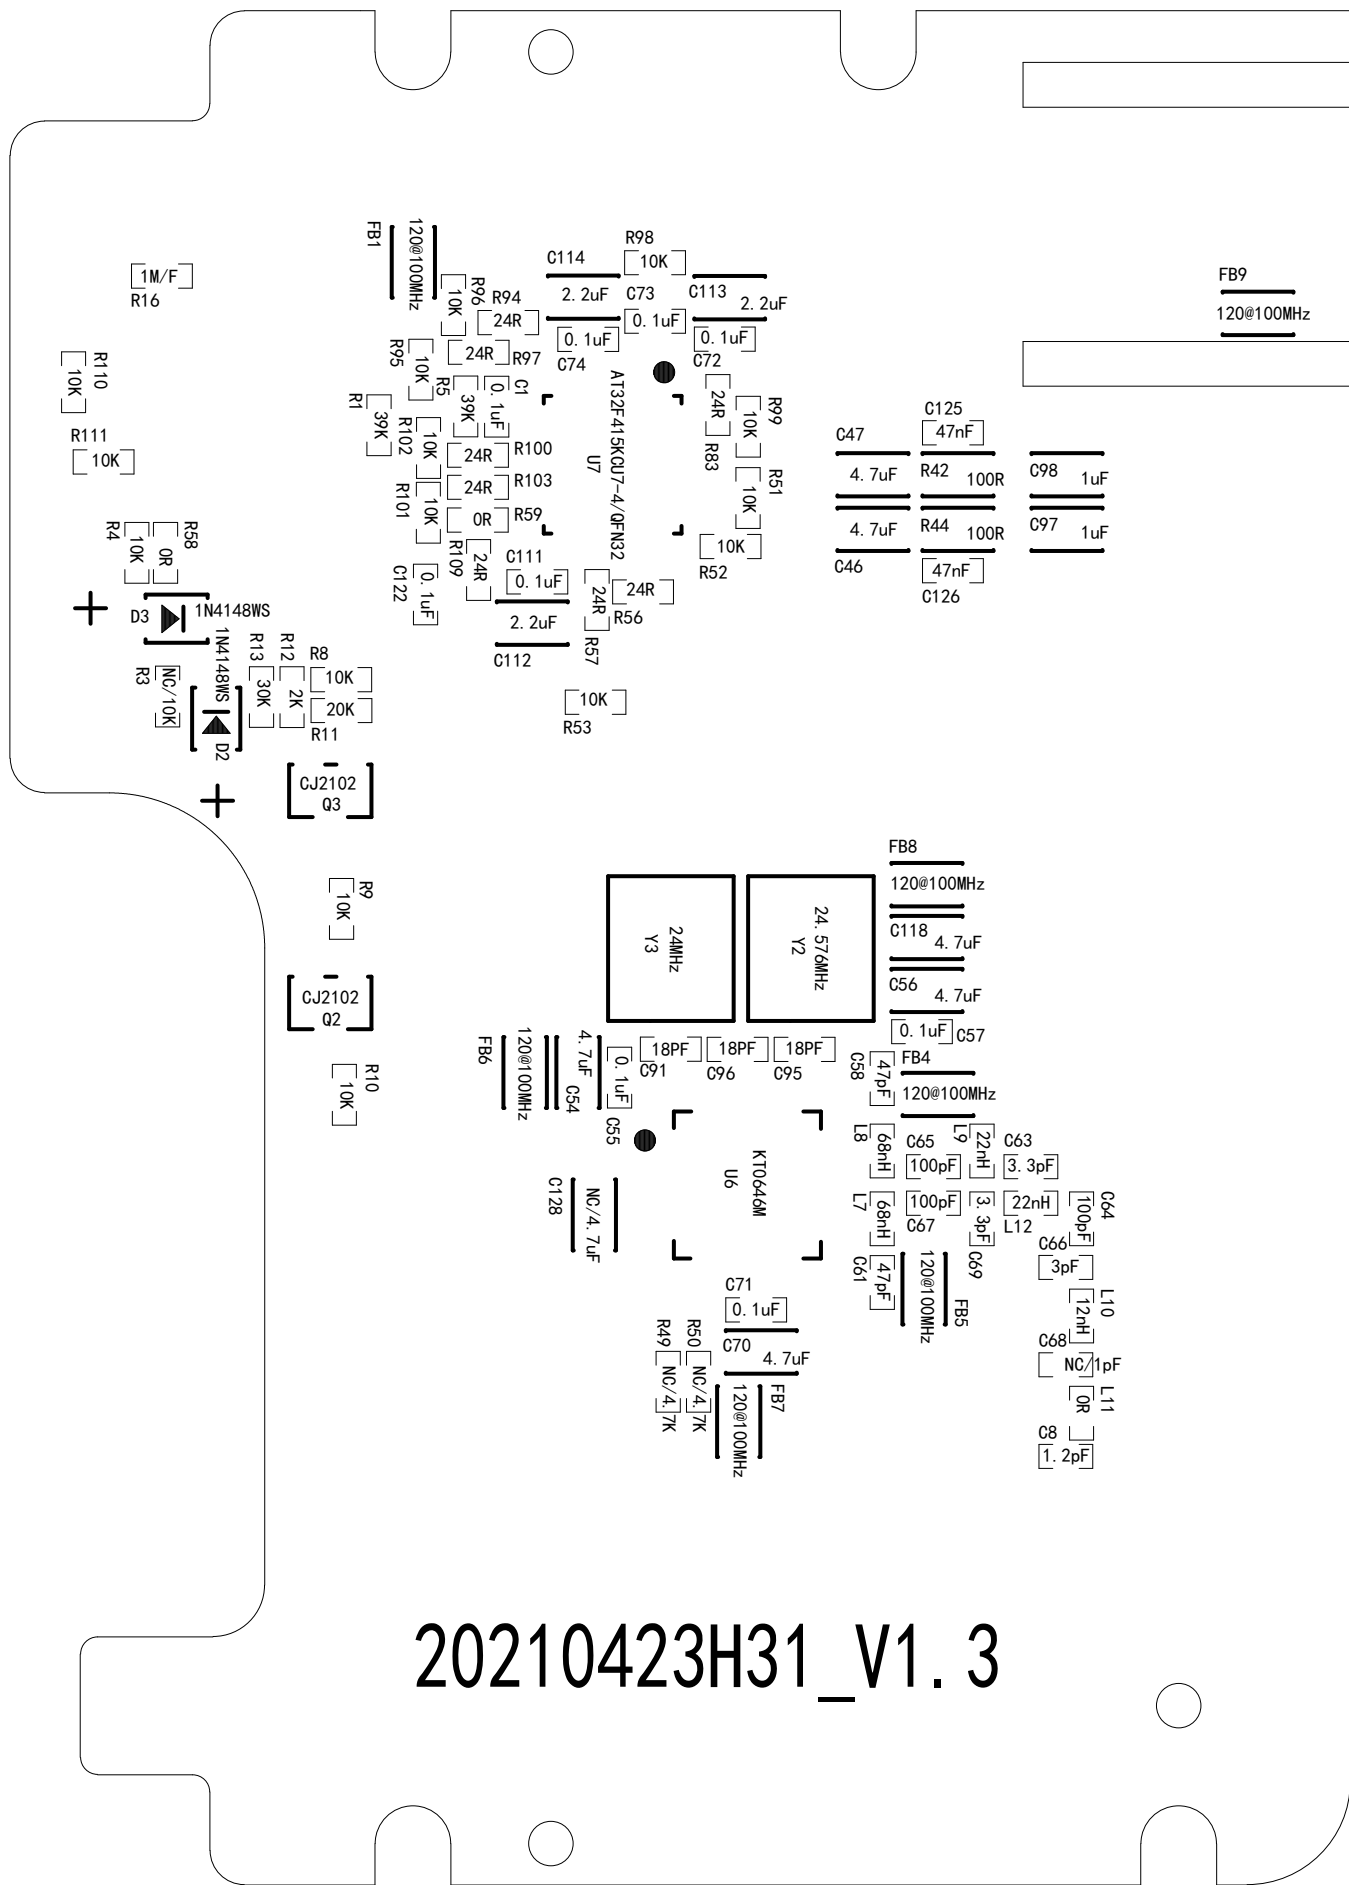 FB1
120@100MHz
C114
2.2uF
R98
10K
C73
0.1uF
C113
2.2uF
FB9
120@100MHz
1M/F
R16
R96
10K
R94
24R
0.1uF
C74
0.1uF
C72
R95
10K
24R
R97
R110
10K
R111
10K
R1
39K
R5
39K
C1
0.1uF
AT32F415KCU7-4/QFN32
U7
24R
R83
R99
10K
R102
10K
24R
R100
24R
R103
R101
10K
0R
R59
R51
10K
10K
R52
C125
47nF
C47
4.7uF
R42
100R
C98
1uF
4.7uF
C46
R44
100R
C97
1uF
47nF
C126
R4
10K
R58
0R
R109
24R
C122
0.1uF
C111
0.1uF
2.2uF
C112
24R
R57
24R
R56
D3
1N4148WS
1N4148WS
D2
R3
NC/10K
R13
30K
R12
2K
R8
10K
20K
R11
10K
R53
CJ2102
Q3
R9
10K
CJ2102
Q2
R10
10K
24MHz
Y3
24.576MHz
Y2
FB8
120@100MHz
C118
4.7uF
C56
4.7uF
0.1uF
C57
FB6
120@100MHz
4.7uF
C54
0.1uF
C55
18PF
C91
18PF
C96
18PF
C95
C58
47pF
FB4
120@100MHz
L8
68nH
C65
100pF
L9
22nH
C63
3.3pF
KT0646M
U6
C128
NC/4.7uF
L7
68nH
100pF
C67
3.3pF
C69
22nH
L12
C64
100pF
C66
3pF
C61
47pF
120@100MHz
FB5
C71
0.1uF
C70
4.7uF
L10
12nH
C68
NC/1pF
R49
NC/4.7K
R50
NC/4.7K
120@100MHz
FB7
L11
0R
C8
1.2pF
20210423H31_V1.3